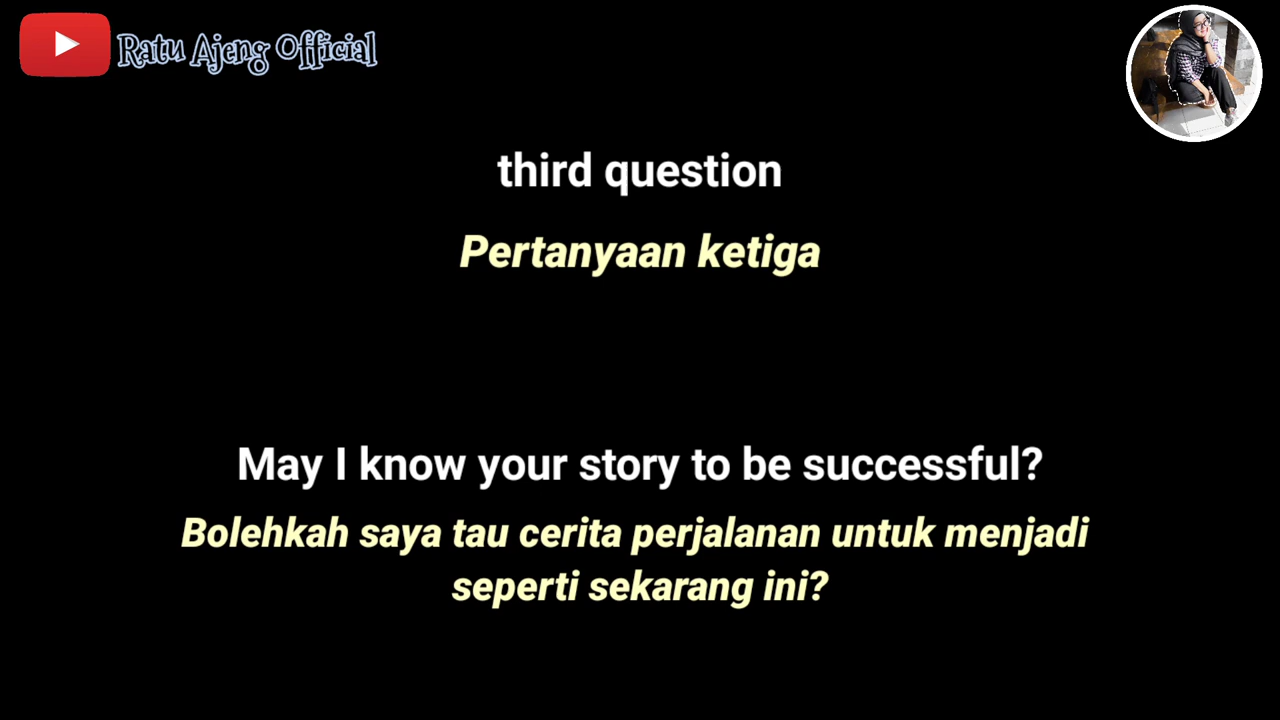 Ratu Ajeng Official
third question
Pertanyaan ketiga
May I know your story to be successful?
Bolehkah saya tau cerita perjalanan untuk menjadi
seperti sekarang ini?